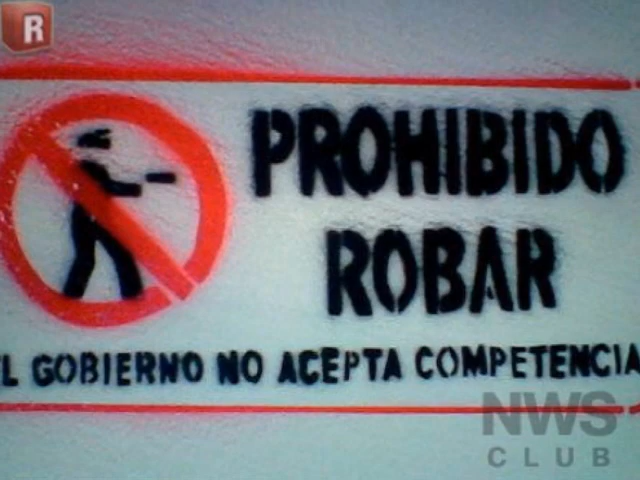 R
PROHIBIDO
ROBAR
L GOBIERNO NO ACEPTA COMPETENCIA
NWS
CLUB